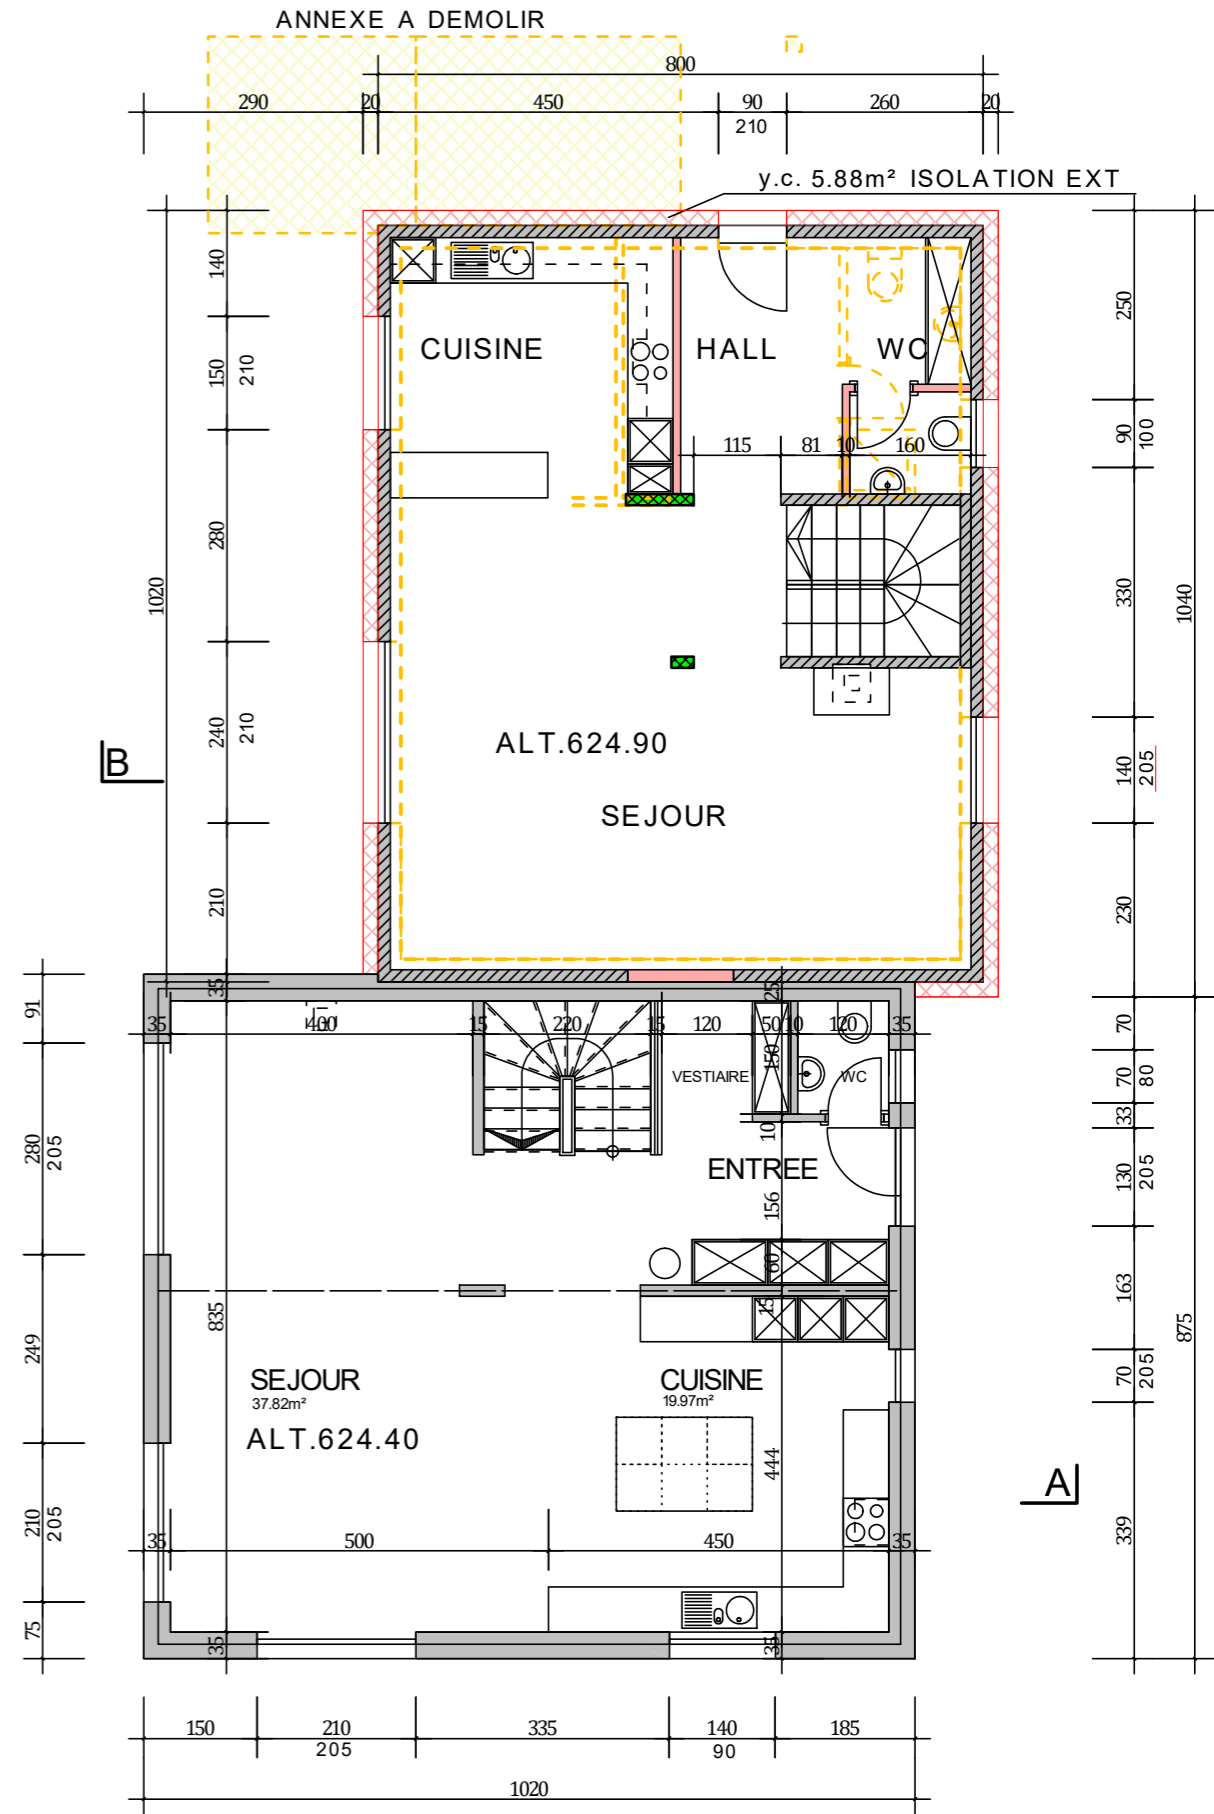 ANNEXE A DEMOLIR
800
290 20 450 90 260 20
210
y.c. 5.88m² ISOLATION EXT
140
150 210
280
1020
240 210
210
35
250
90 100
330
1040
140 205
230
CUISINE HALL WC
115 81 10 160
ALT.624.90
SEJOUR
B
91
280 205
249
210 205
75
35 400 15 220 15 120 50 10 120 35
25
150
VESTIAIRE WC
10
ENTREE
156
60
15
835
SEJOUR
37.82m²
ALT.624.40
CUISINE
19.97m²
444
A
35 500 450 35
35 35
70
70 80
33
130 205
163
70 205
339
875
150 210 335 140 185
205 90
1020